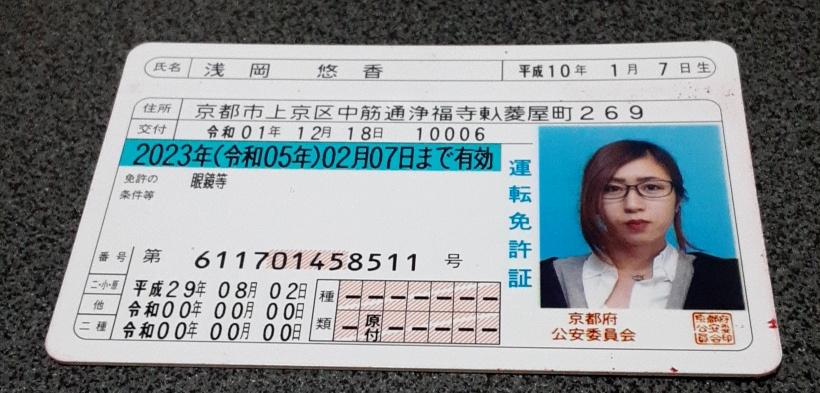 氏名 浅岡 悠香 平成10年 1月 7日生
住所 京都市上京区中筋通浄福寺東入菱屋町269
交付 令和01年 12月 18日 10006
2023年(令和05年)02月07日まで有効
免許の
条件等
眼鏡等
運転免許証
番号 第 611701458511 号
二・小・原 平成29年 08月 02日
他 令和00年 00月 00日
二種 令和00年 00月 00日
種類 － － － － － － －
－ 原付 － － － － －
京都府
公安委員会
京都府
公安委
員会印